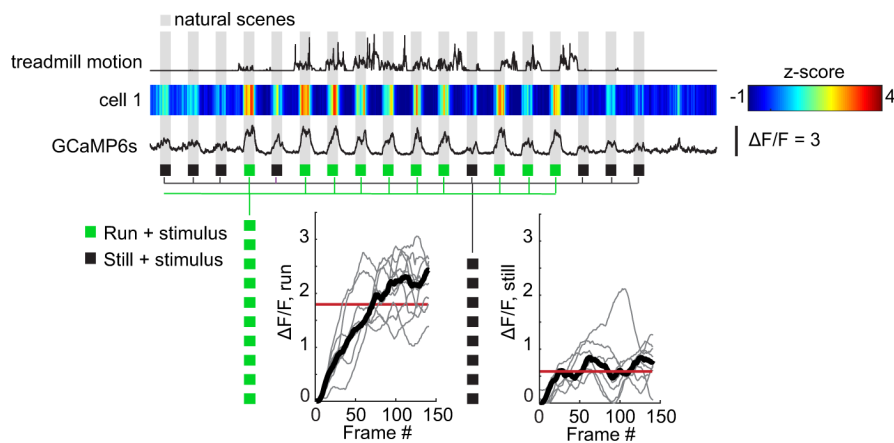 natural scenes
treadmill motion
z-score
cell 1
-1
4
GCaMP6s
ΔF/F = 3
Run + stimulus
Still + stimulus
ΔF/F, run
3
2
1
0
0
50
100
150
Frame #
ΔF/F, still
3
2
1
0
0
50
100
150
Frame #